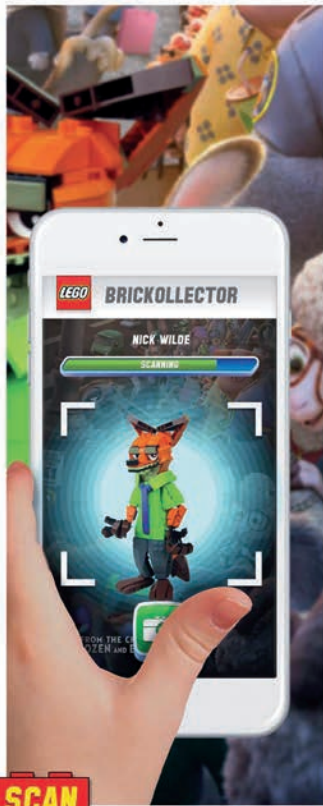 LEGO BRICKOLLECTOR
NICK WILDE
SCANNING
FROM THE
OZEN AND
SCAN